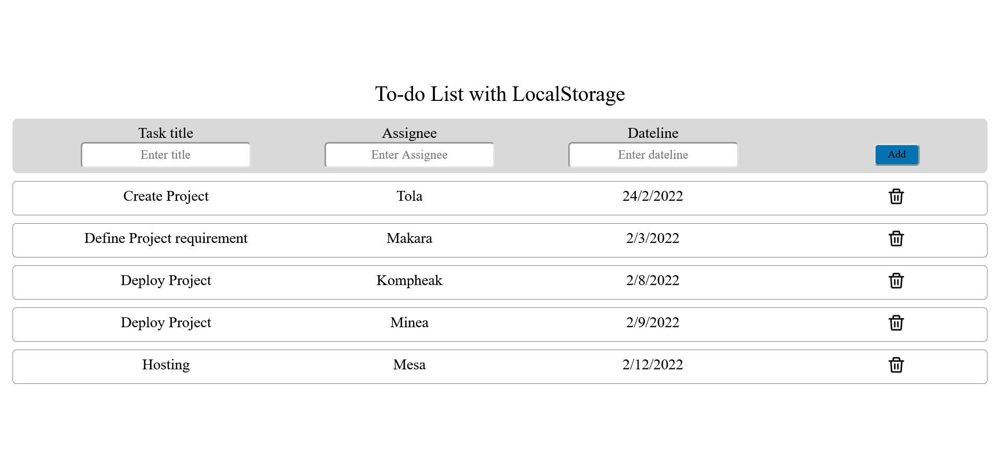 To-do List with LocalStorage
Task title Assignee Dateline
Enter title Enter Assignee Enter dateline Add
Create Project Tola 24/2/2022
Define Project requirement Makara 2/3/2022
Deploy Project Kompheak 2/8/2022
Deploy Project Minea 2/9/2022
Hosting Mesa 2/12/2022